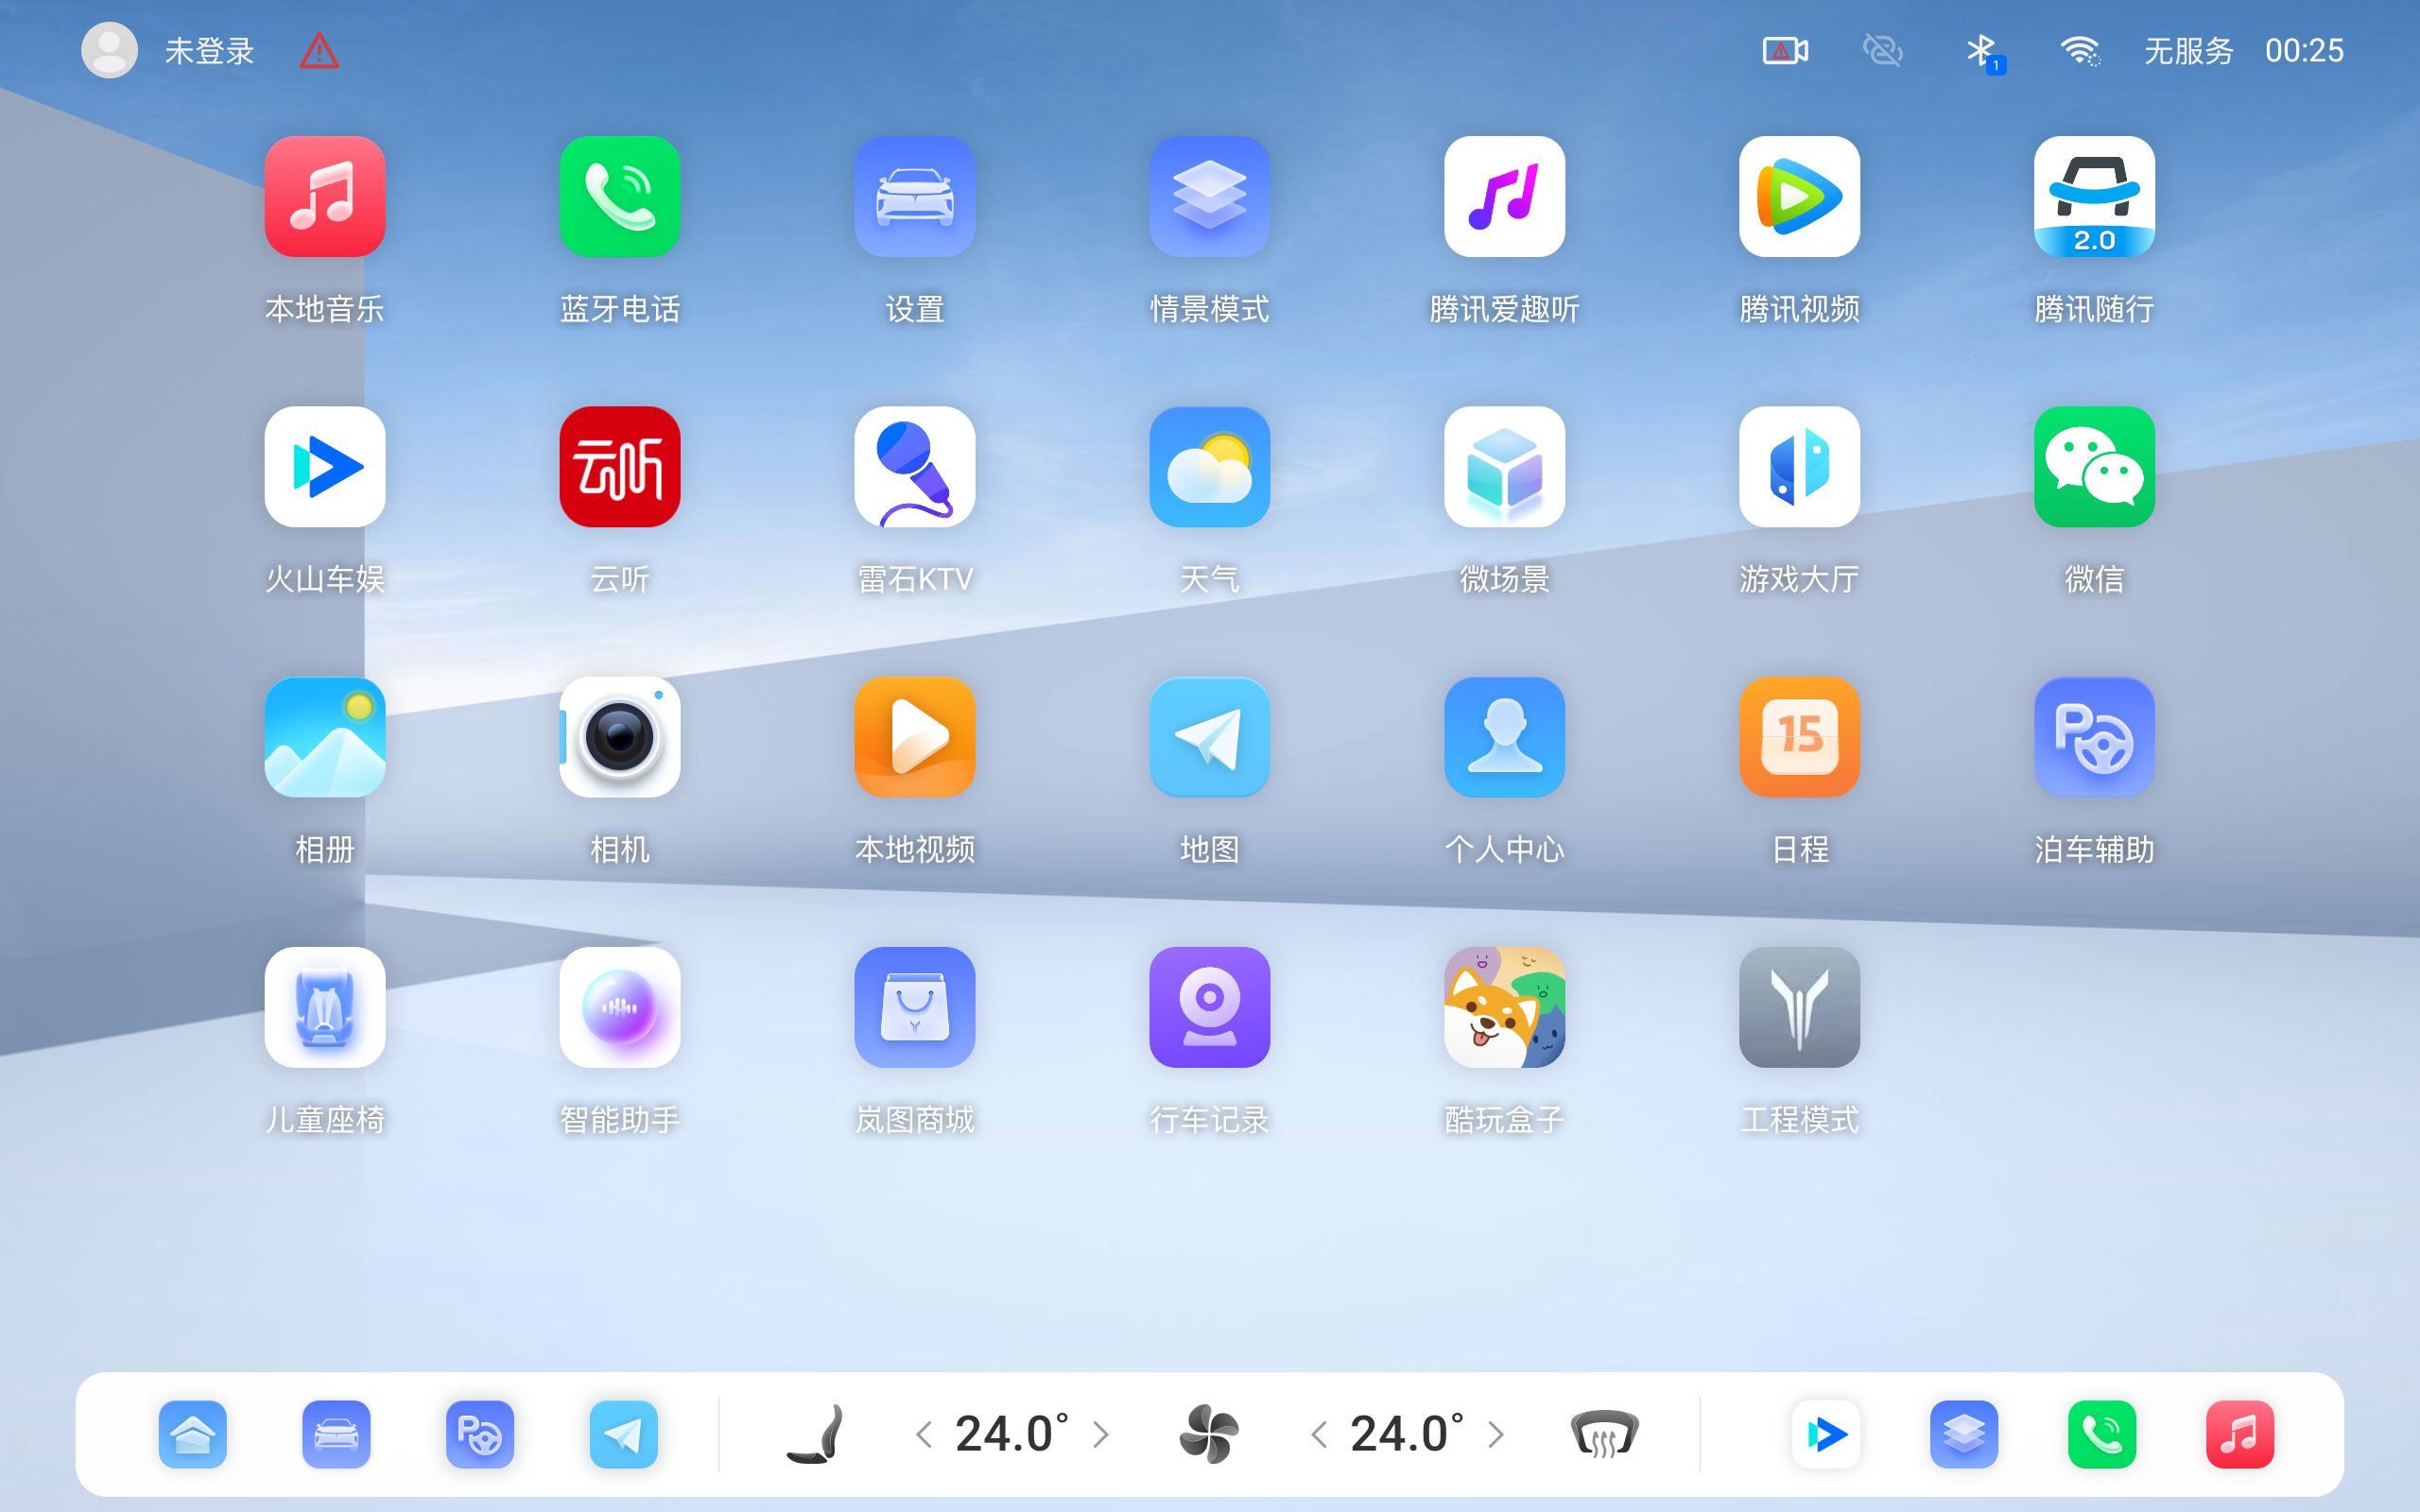 未登录
1
无服务 00:25
2.0
本地音乐 蓝牙电话 设置 情景模式 腾讯爱趣听 腾讯视频 腾讯随行
云听
火山车娱 云听 雷石KTV 天气 微场景 游戏大厅 微信
15
P
相册 相机 本地视频 地图 个人中心 日程 泊车辅助
儿童座椅 智能助手 岚图商城 行车记录 酷玩盒子 工程模式
P
24.0° 24.0°